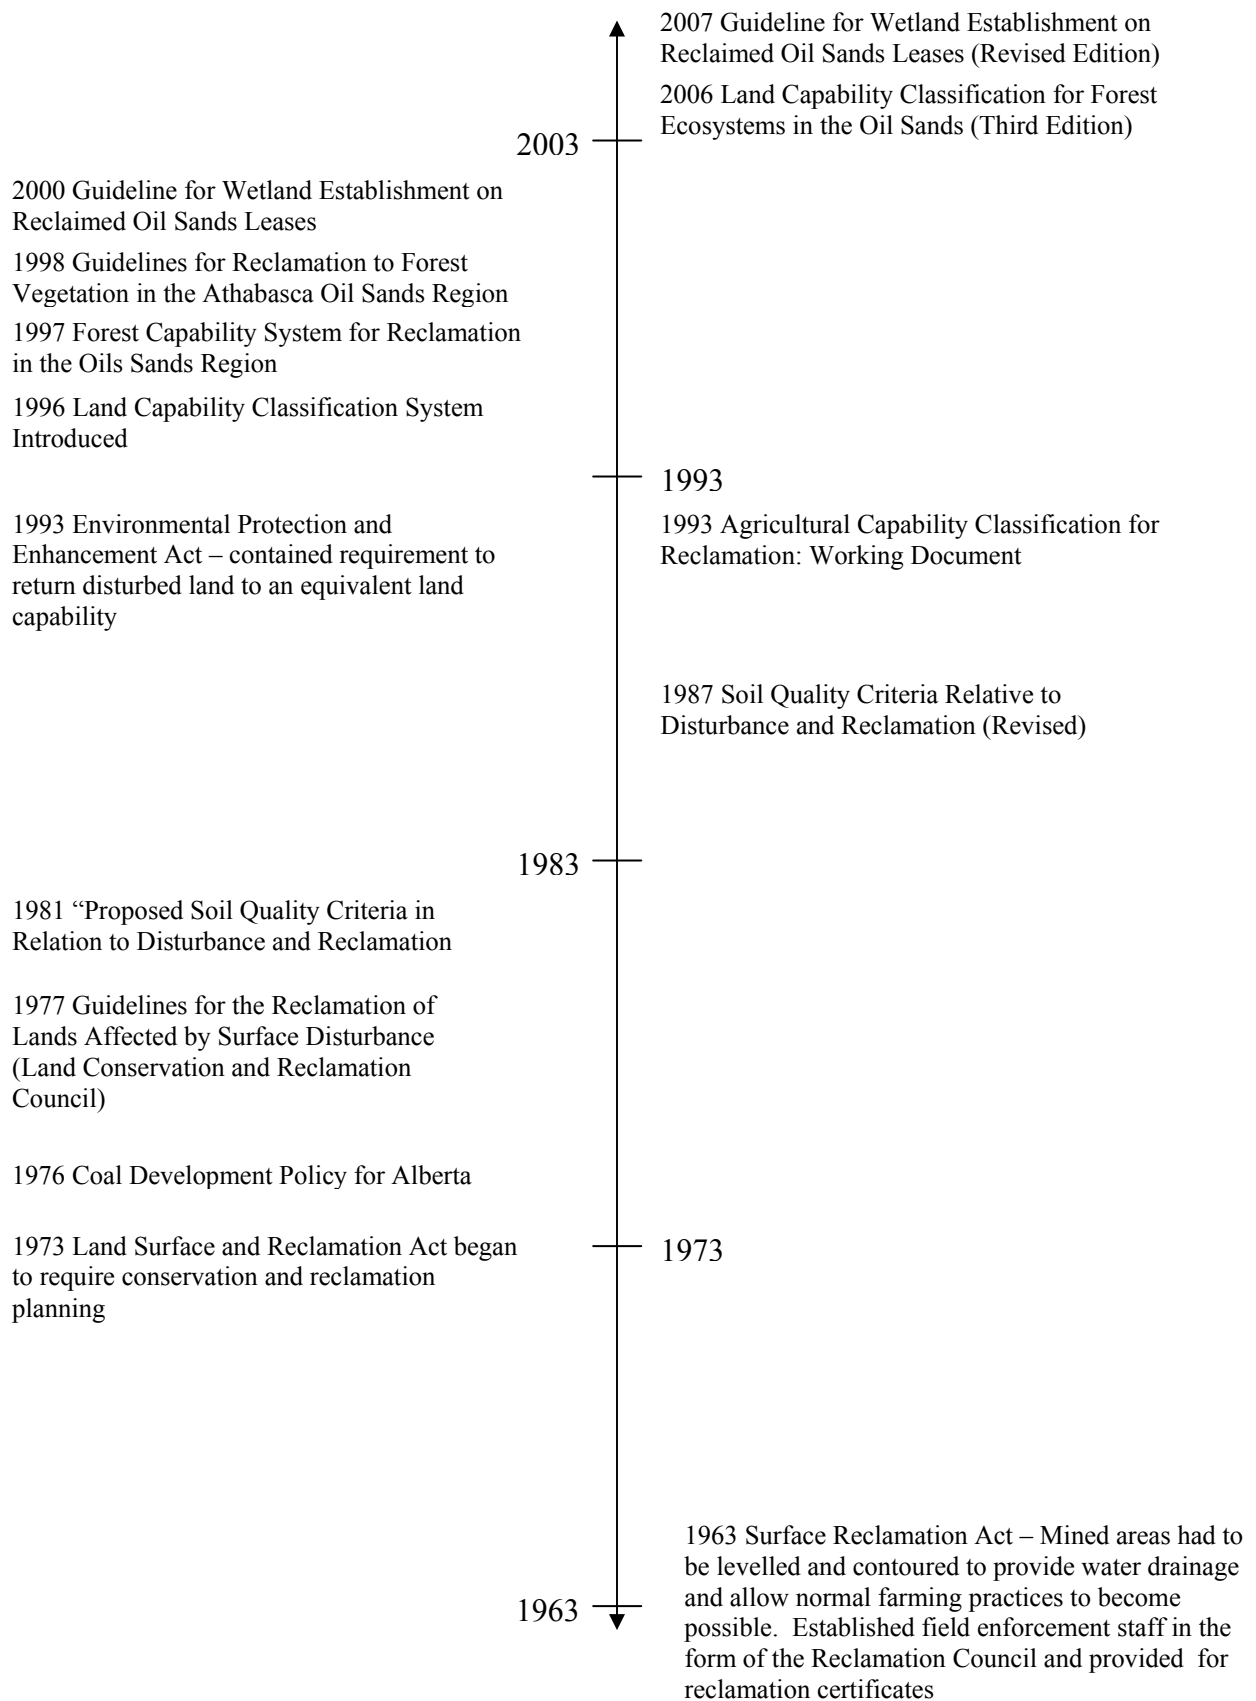 2007 Guideline for Wetland Establishment on
Reclaimed Oil Sands Leases (Revised Edition)
2006 Land Capability Classification for Forest
Ecosystems in the Oil Sands (Third Edition)
2003
2000 Guideline for Wetland Establishment on
Reclaimed Oil Sands Leases
1998 Guidelines for Reclamation to Forest
Vegetation in the Athabasca Oil Sands Region
1997 Forest Capability System for Reclamation
in the Oils Sands Region
1996 Land Capability Classification System
Introduced
1993
1993 Environmental Protection and
Enhancement Act – contained requirement to
return disturbed land to an equivalent land
capability
1993 Agricultural Capability Classification for
Reclamation: Working Document
1987 Soil Quality Criteria Relative to
Disturbance and Reclamation (Revised)
1983
1981 “Proposed Soil Quality Criteria in
Relation to Disturbance and Reclamation
1977 Guidelines for the Reclamation of
Lands Affected by Surface Disturbance
(Land Conservation and Reclamation
Council)
1976 Coal Development Policy for Alberta
1973 Land Surface and Reclamation Act began
to require conservation and reclamation
planning
1973
1963 Surface Reclamation Act – Mined areas had to
be levelled and contoured to provide water drainage
and allow normal farming practices to become
possible.  Established field enforcement staff in the
form of the Reclamation Council and provided  for
reclamation certificates
1963